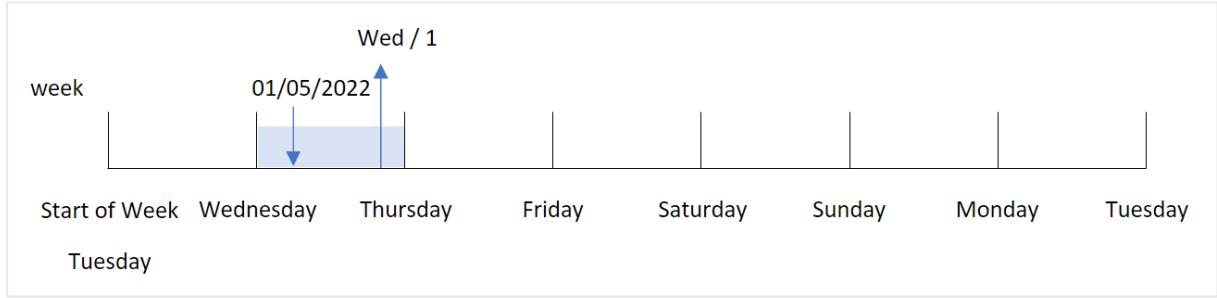 Wed / 1
week
01/05/2022
Start of Week Wednesday Thursday Friday Saturday Sunday Monday Tuesday
Tuesday